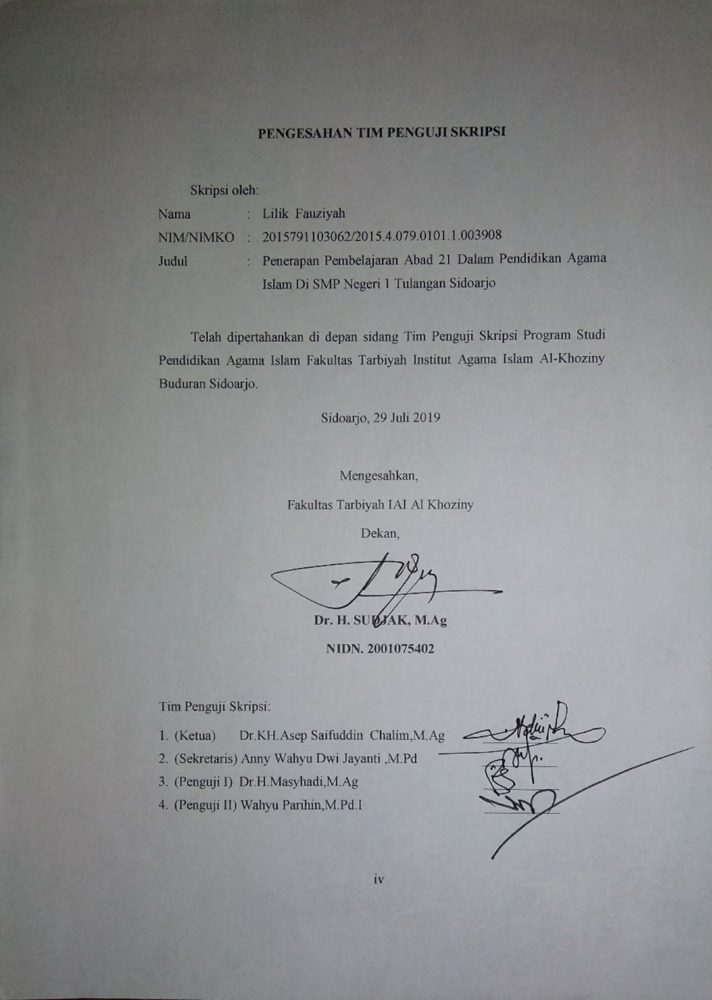 PENGESAHAN TIM PENGUJI SKRIPSI
Skripsi oleh:
Nama : Lilik Fauziyah
NIM/NIMKO : 2015791103062/2015.4.079.0101.1.003908
Judul : Penerapan Pembelajaran Abad 21 Dalam Pendidikan Agama
Islam Di SMP Negeri 1 Tulangan Sidoarjo
Telah dipertahankan di depan sidang Tim Penguji Skripsi Program Studi
Pendidikan Agama Islam Fakultas Tarbiyah Institut Agama Islam Al-Khoziny
Buduran Sidoarjo.
Sidoarjo, 29 Juli 2019
Mengesahkan,
Fakultas Tarbiyah IAI Al Khoziny
Dekan,
Dr. H. SUDJAK, M.Ag
NIDN. 2001075402
Tim Penguji Skripsi:
1. (Ketua) Dr.KH.Asep Saifuddin Chalim,M.Ag
2. (Sekretaris) Anny Wahyu Dwi Jayanti ,M.Pd
3. (Penguji I) Dr.H.Masyhadi,M.Ag
4. (Penguji II) Wahyu Parihin,M.Pd.I
iv